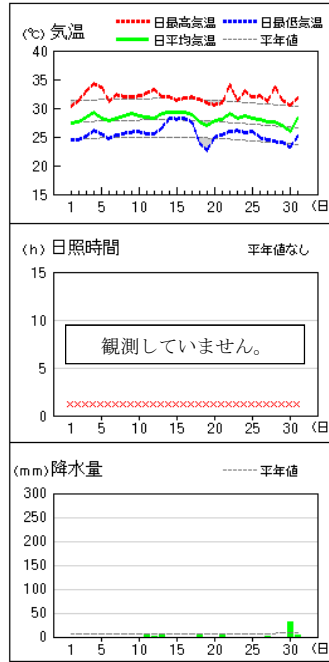 (℃) 気温
日最高気温 日最低気温
日平均気温 平年値
40
35
30
25
20
15
1 5 10 15 20 25 30 (日
(h) 日照時間 平年値なし
15
10
観測していません。
5
0
1 5 10 15 20 25 30 (日
(mm) 降水量 平年値
300
250
200
150
100
50
0
1 5 10 15 20 25 30 (日